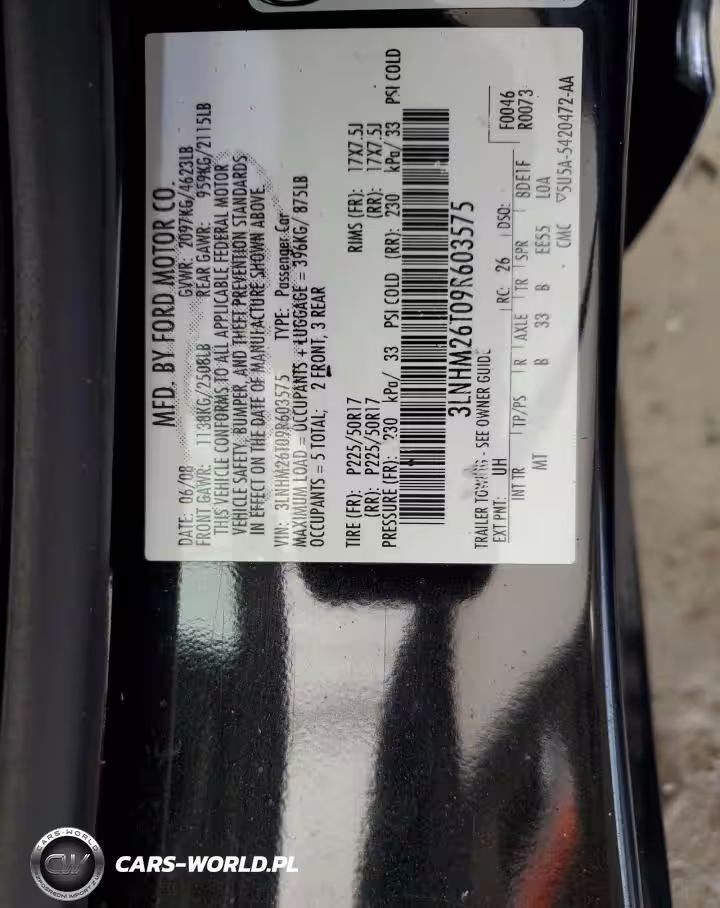 MFD. BY FORD MOTOR CO.
DATE: 06/08 GVWR: 2097KG/4623LB
FRONT GAWR: 1138KG/2508LB REAR GAWR: 959KG/2115LB
THIS VEHICLE CONFORMS TO ALL APPLICABLE FEDERAL MOTOR
VEHICLE SAFETY, BUMPER, AND THEFT PREVENTION STANDARDS
IN EFFECT ON THE DATE OF MANUFACTURE SHOWN ABOVE
VIN: 3LNHM26T09R603575 TYPE: Passenger Car
MAXIMUM LOAD = OCCUPANTS + LUGGAGE = 396KG/ 875LB
OCCUPANTS = 5 TOTAL; 2 FRONT, 3 REAR
TIRE (FR): P225/50R17 RIMS (FR): 17X7.5J
(RR): P225/50R17 (RR): 17X7.5J
PRESSURE (FR): 230 kPa/ 33 PSI COLD (RR): 230 kPa/ 33 PSI COLD
3LNHM26T09R603575
TRAILER TOWING - SEE OWNER GUIDE
F0046
R0073
EXT PNT: UH RC: 26 DSO:
INT TR TP/PS R AXLE TR SPR 8DE1F
MT B 33 B EE55 LOA
CMC ▽5U5A-5420472-AA
CARS-WORLD
CW
CARS-WORLD.PL